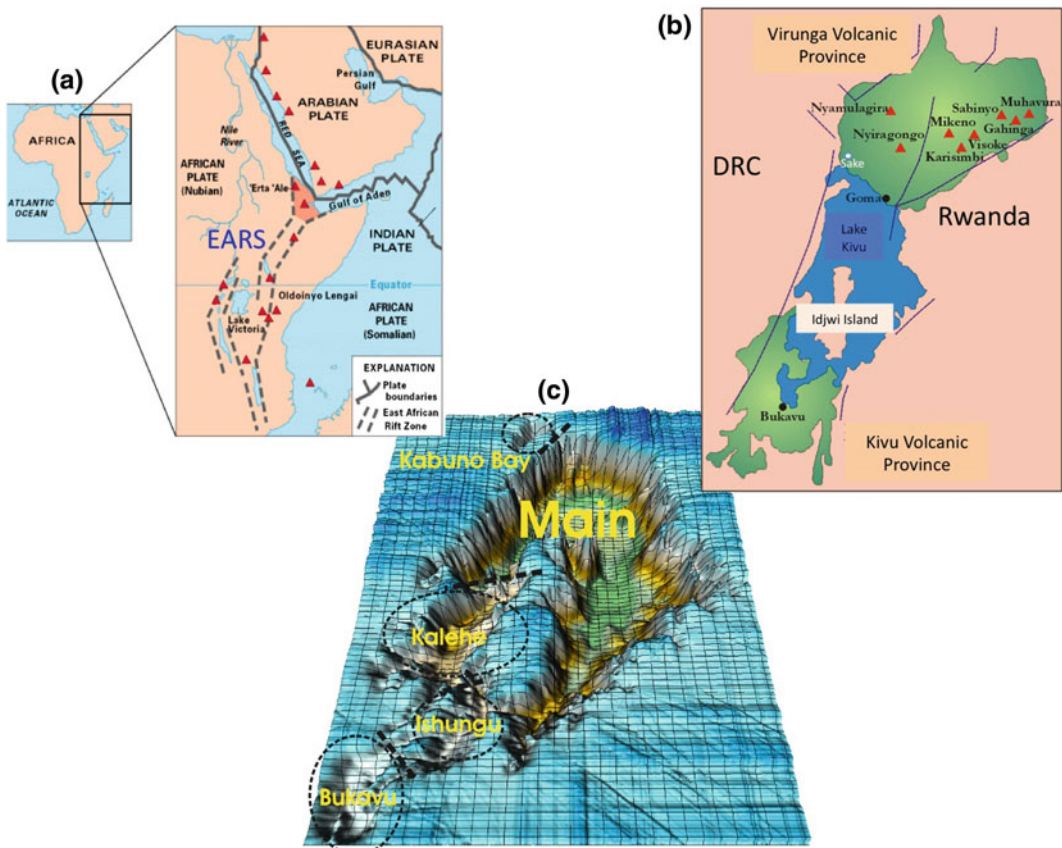 (a)
AFRICA
ATLANTIC
OCEAN
EURASIAN
PLATE
Persian
Gulf
ARABIAN
PLATE
Nile
River
RED
SEA
AFRICAN
PLATE
(Nubian)
'Erta 'Ale
Gulf of Aden
EARS
INDIAN
PLATE
Equator
Oldoinyo Lengai
AFRICAN
PLATE
(Somalian)
Lake
Victoria
EXPLANATION
Plate
boundaries
East African
Rift Zone
(b)
Virunga Volcanic
Province
Nyamulagira
Sabinyo
Muhavura
Mikeno
Nyiragongo
Gahinga
Visoke
Karisimbi
DRC
Sake
Goma
Rwanda
Lake
Kivu
Idjwi Island
Bukavu
Kivu Volcanic
Province
(c)
Kabuno Bay
Main
Kalehe
Ishungu
Bukavu